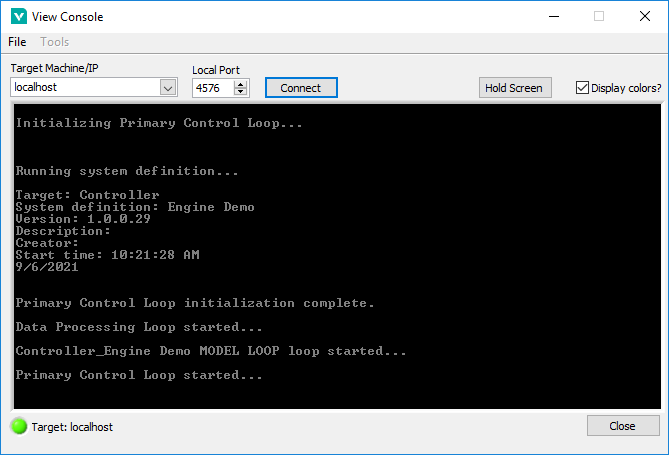 View Console
File Tools
Target Machine/IP
Local Port
localhost
4576
Connect
Hold Screen
Display colors?
Initializing Primary Control Loop...
Running system definition...
Target: Controller
System definition: Engine Demo
Version: 1.0.0.29
Description:
Creator:
Start time: 10:21:28 AM
9/6/2021
Primary Control Loop initialization complete.
Data Processing Loop started...
Controller_Engine Demo MODEL LOOP loop started...
Primary Control Loop started...
Target: localhost
Close